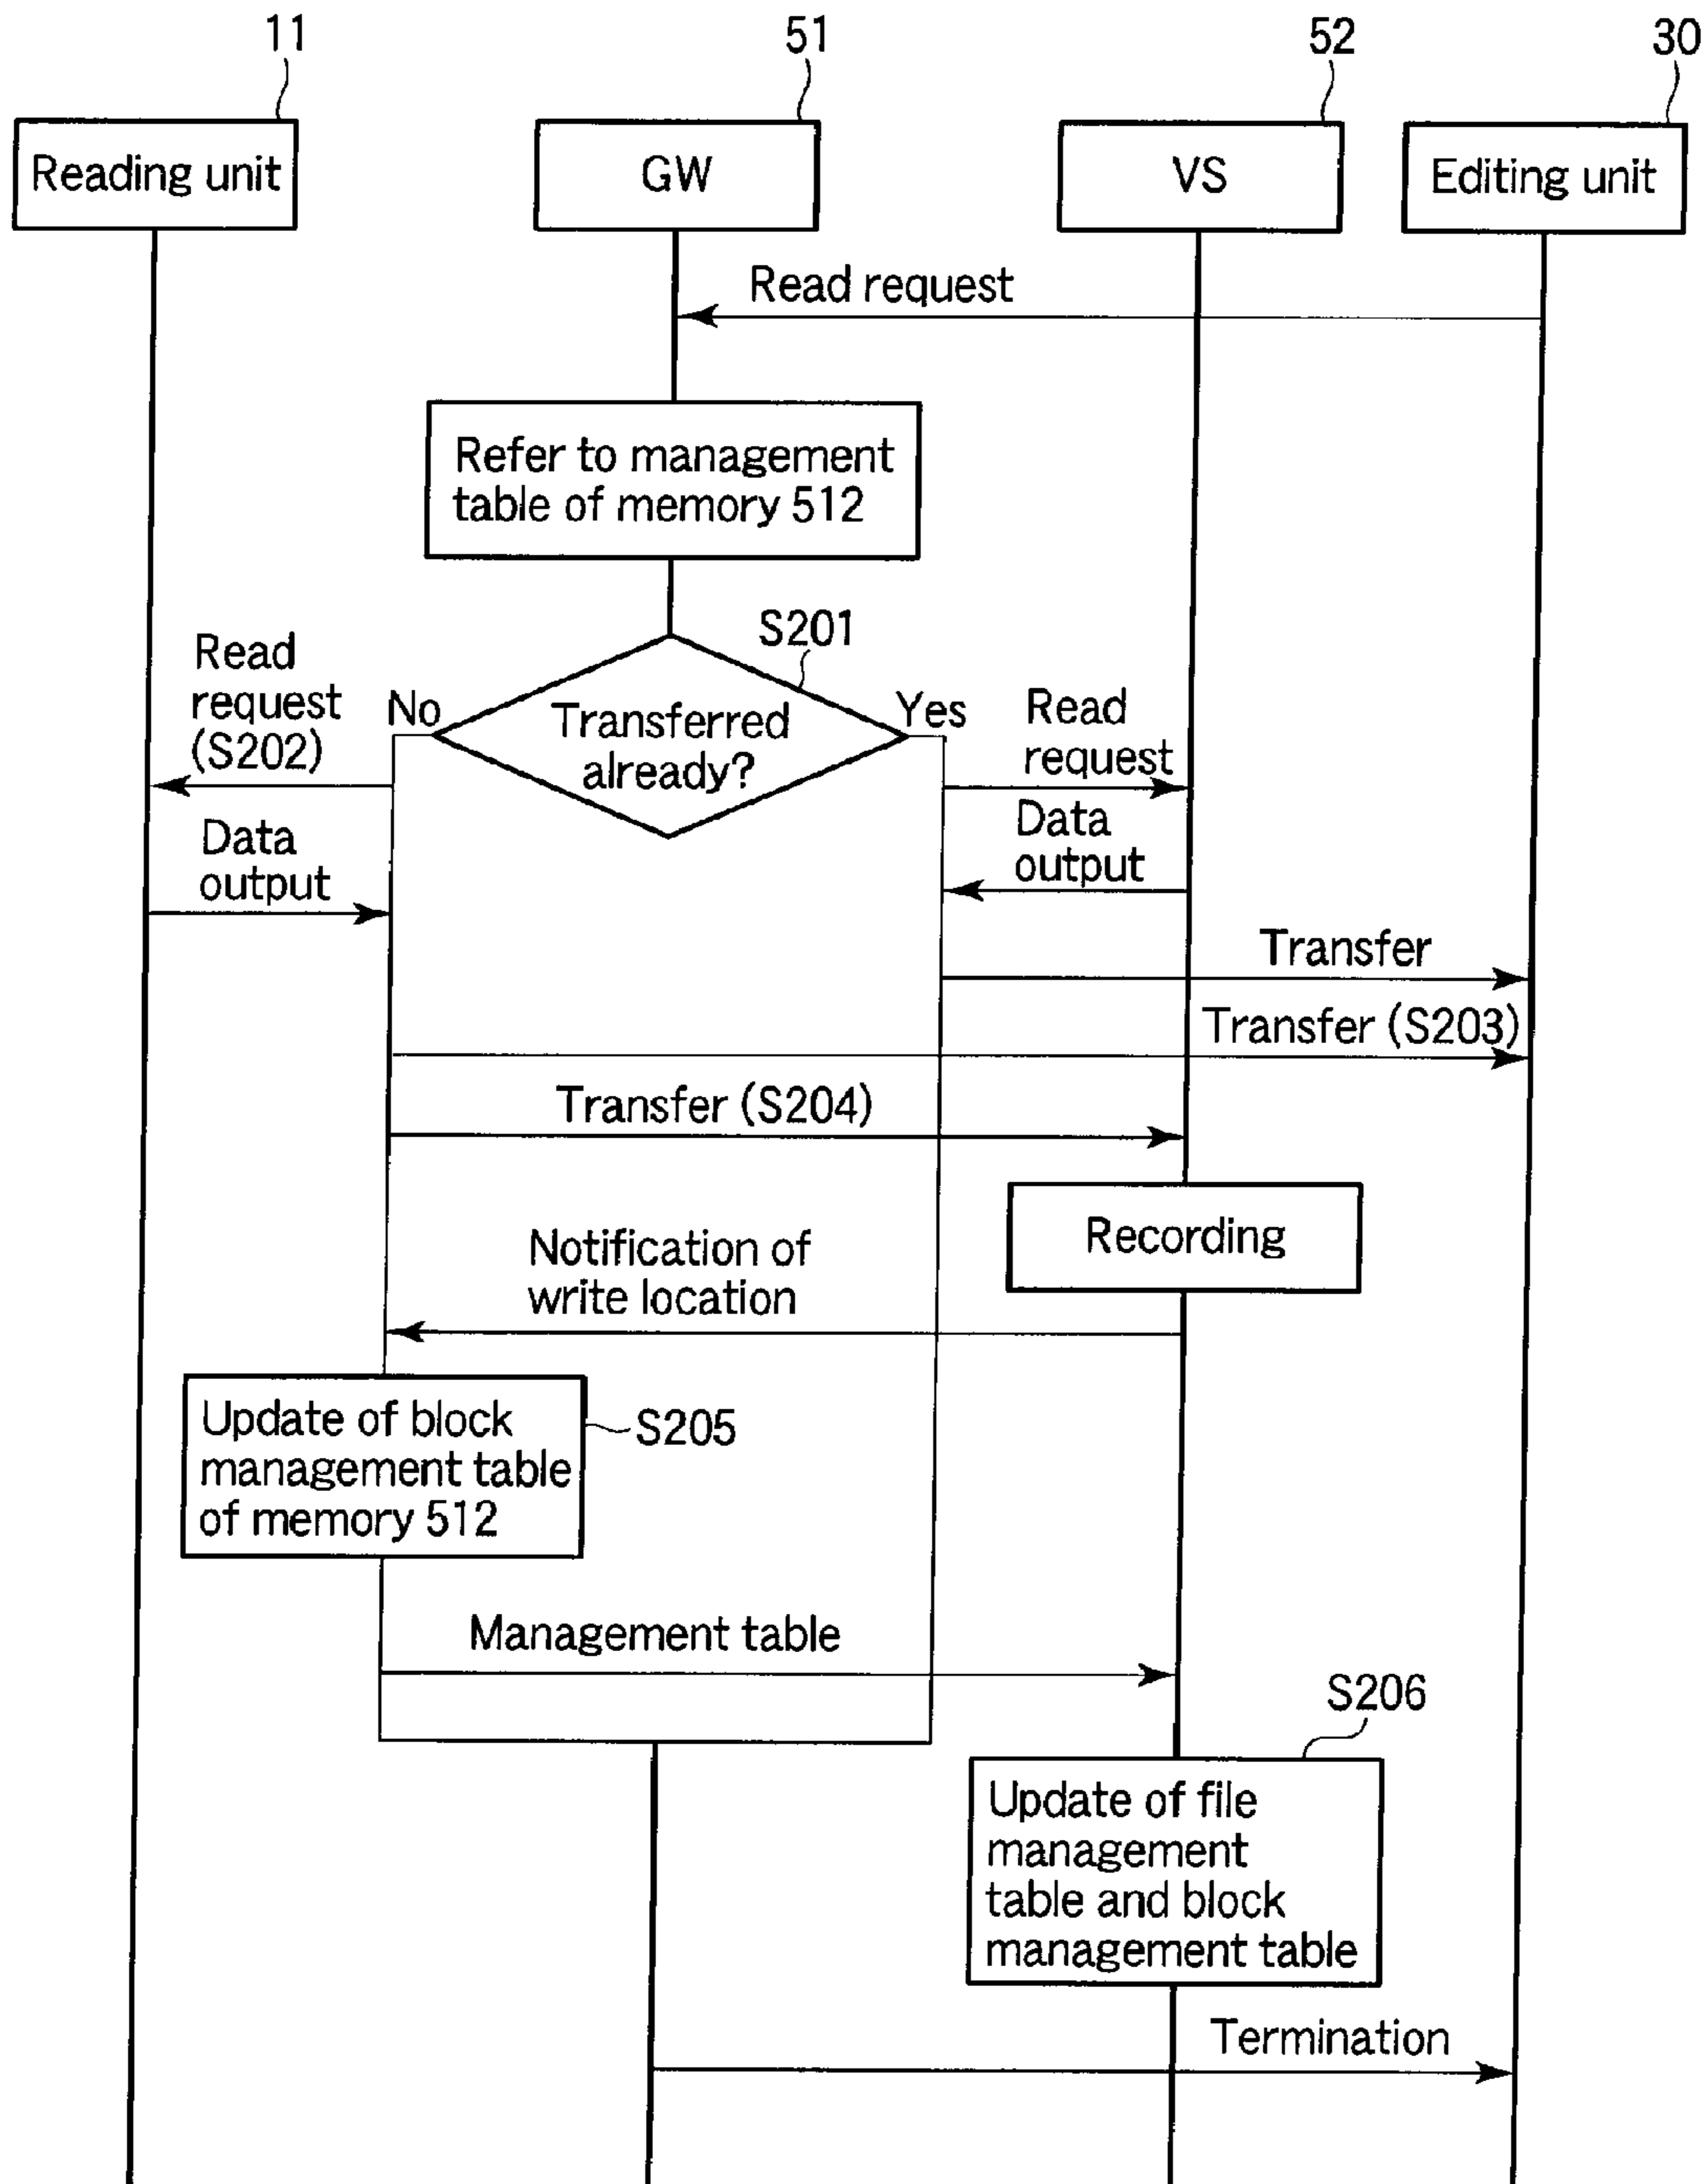 11
51
52
30
Reading unit
GW
VS
Editing unit
Read request
Refer to management
table of memory 512
S201
Read
request
(S202)
No
Transferred
already?
Yes
Read
request
Data
output
Data
output
Transfer
Transfer (S203)
Transfer (S204)
Recording
Notification of
write location
Update of block
management table
of memory 512
S205
Management table
S206
Update of file
management
table and block
management table
Termination